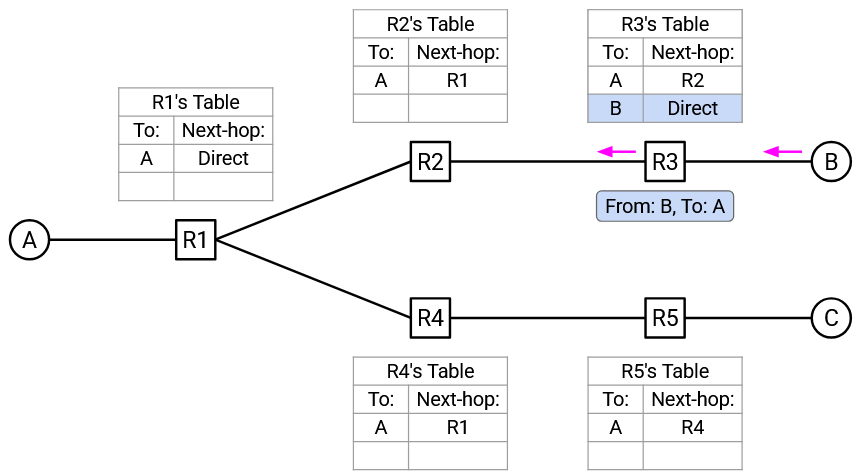 R2's Table
To: Next-hop:
A R1
R3's Table
To: Next-hop:
A R2
B Direct
R1's Table
To: Next-hop:
A Direct
R2
R3
B
From: B, To: A
A
R1
R4
R5
C
R4's Table
To: Next-hop:
A R1
R5's Table
To: Next-hop:
A R4